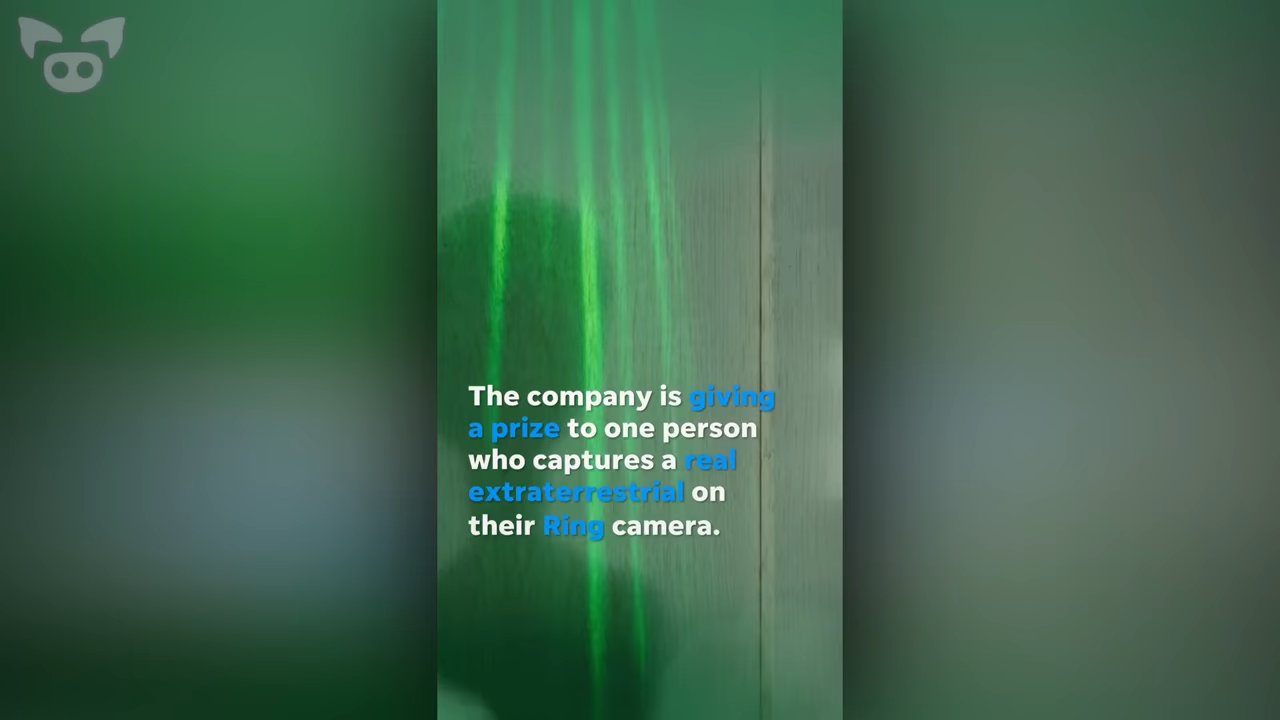 The company is giving
a prize to one person
who captures a real
extraterrestrial on
their Ring camera.